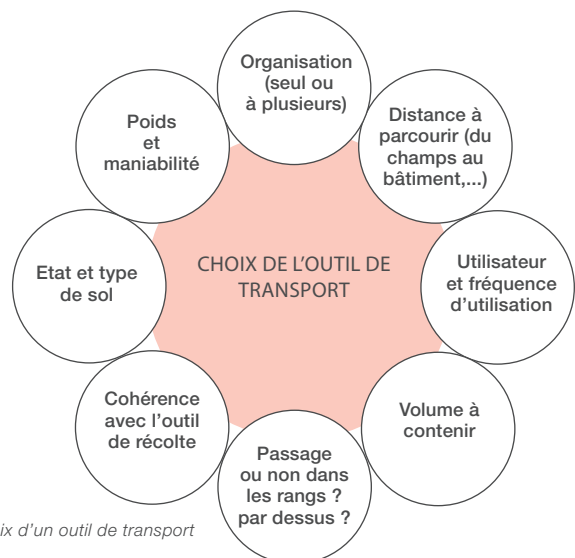 Organisation
(seul ou
à plusieurs)
Distance à
parcourir (du
champs au
bâtiment,...)
Utilisateur
et fréquence
d'utilisation
Volume à
contenir
Passage
ou non dans
les rangs ?
par dessus ?
Cohérence
avec l'outil
de récolte
Etat et type
de sol
Poids
et
maniabilité
CHOIX DE L'OUTIL DE
TRANSPORT
d'un outil de transport